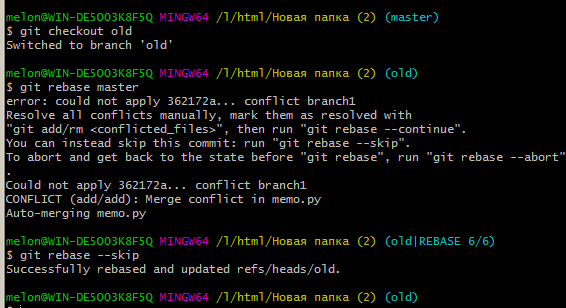 melon@WIN-DE5OO3K8F5Q MINGW64 /l/html/Новая папка (2) (master)
$ git checkout old
Switched to branch 'old'
melon@WIN-DE5OO3K8F5Q MINGW64 /l/html/Новая папка (2) (old)
$ git rebase master
error: could not apply 362172a... conflict branch1
Resolve all conflicts manually, mark them as resolved with
"git add/rm <conflicted_files>", then run "git rebase --continue".
You can instead skip this commit: run "git rebase --skip".
To abort and get back to the state before "git rebase", run "git rebase --abort"
.
Could not apply 362172a... conflict branch1
CONFLICT (add/add): Merge conflict in memo.py
Auto-merging memo.py
melon@WIN-DE5OO3K8F5Q MINGW64 /l/html/Новая папка (2) (old|REBASE 6/6)
$ git rebase --skip
Successfully rebased and updated refs/heads/old.
melon@WIN-DE5OO3K8F5Q MINGW64 /l/html/Новая папка (2) (old)
$